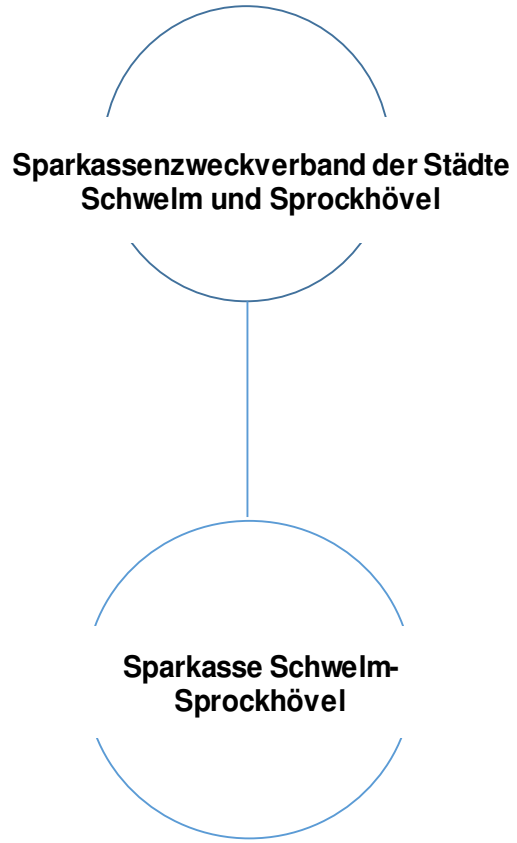 Sparkassenzweckverband der Städte
Schwelm und Sprockhövel
Sparkasse Schwelm-
Sprockhövel